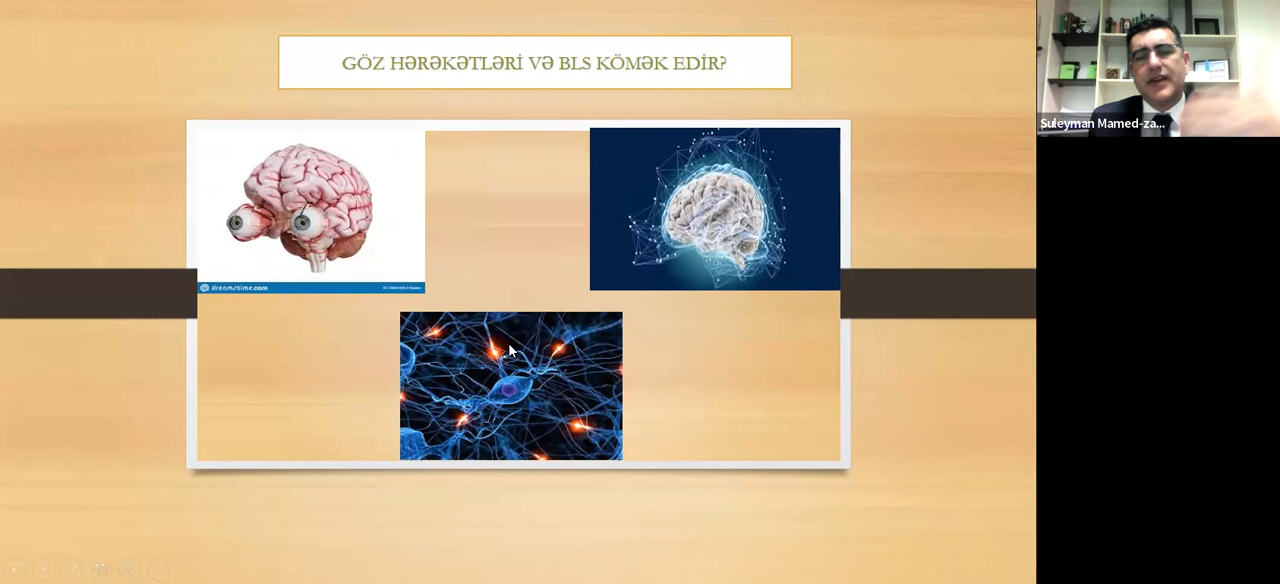 GÖZ HƏRƏKƏTLƏRİ VƏ BLS KÖMƏK EDİR?
Suleyman Mamed-za...
dreamstime.com